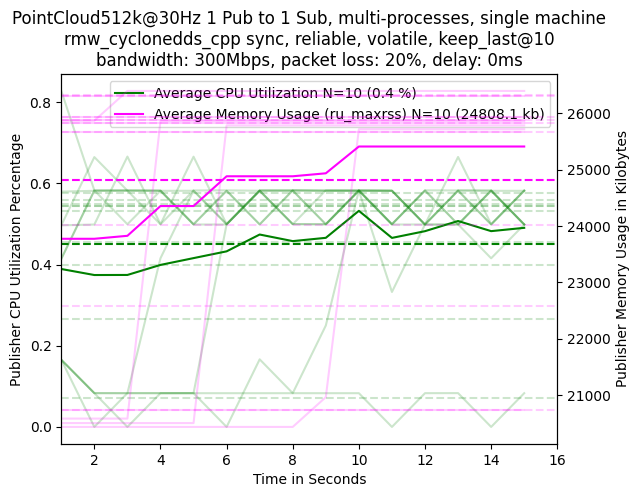 PointCloud512k@30Hz 1 Pub to 1 Sub, multi-processes, single machine
rmw_cyclonedds_cpp sync, reliable, volatile, keep_last@10
bandwidth: 300Mbps, packet loss: 20%, delay: 0ms
Average CPU Utilization N=10 (0.4 %)
Average Memory Usage (ru_maxrss) N=10 (24808.1 kb)
Publisher CPU Utilization Percentage
0.8
0.6
0.4
0.2
0.0
26000
25000
24000
23000
22000
21000
Publisher Memory Usage in Kilobytes
2 4 6 8 10 12 14 16
Time in Seconds